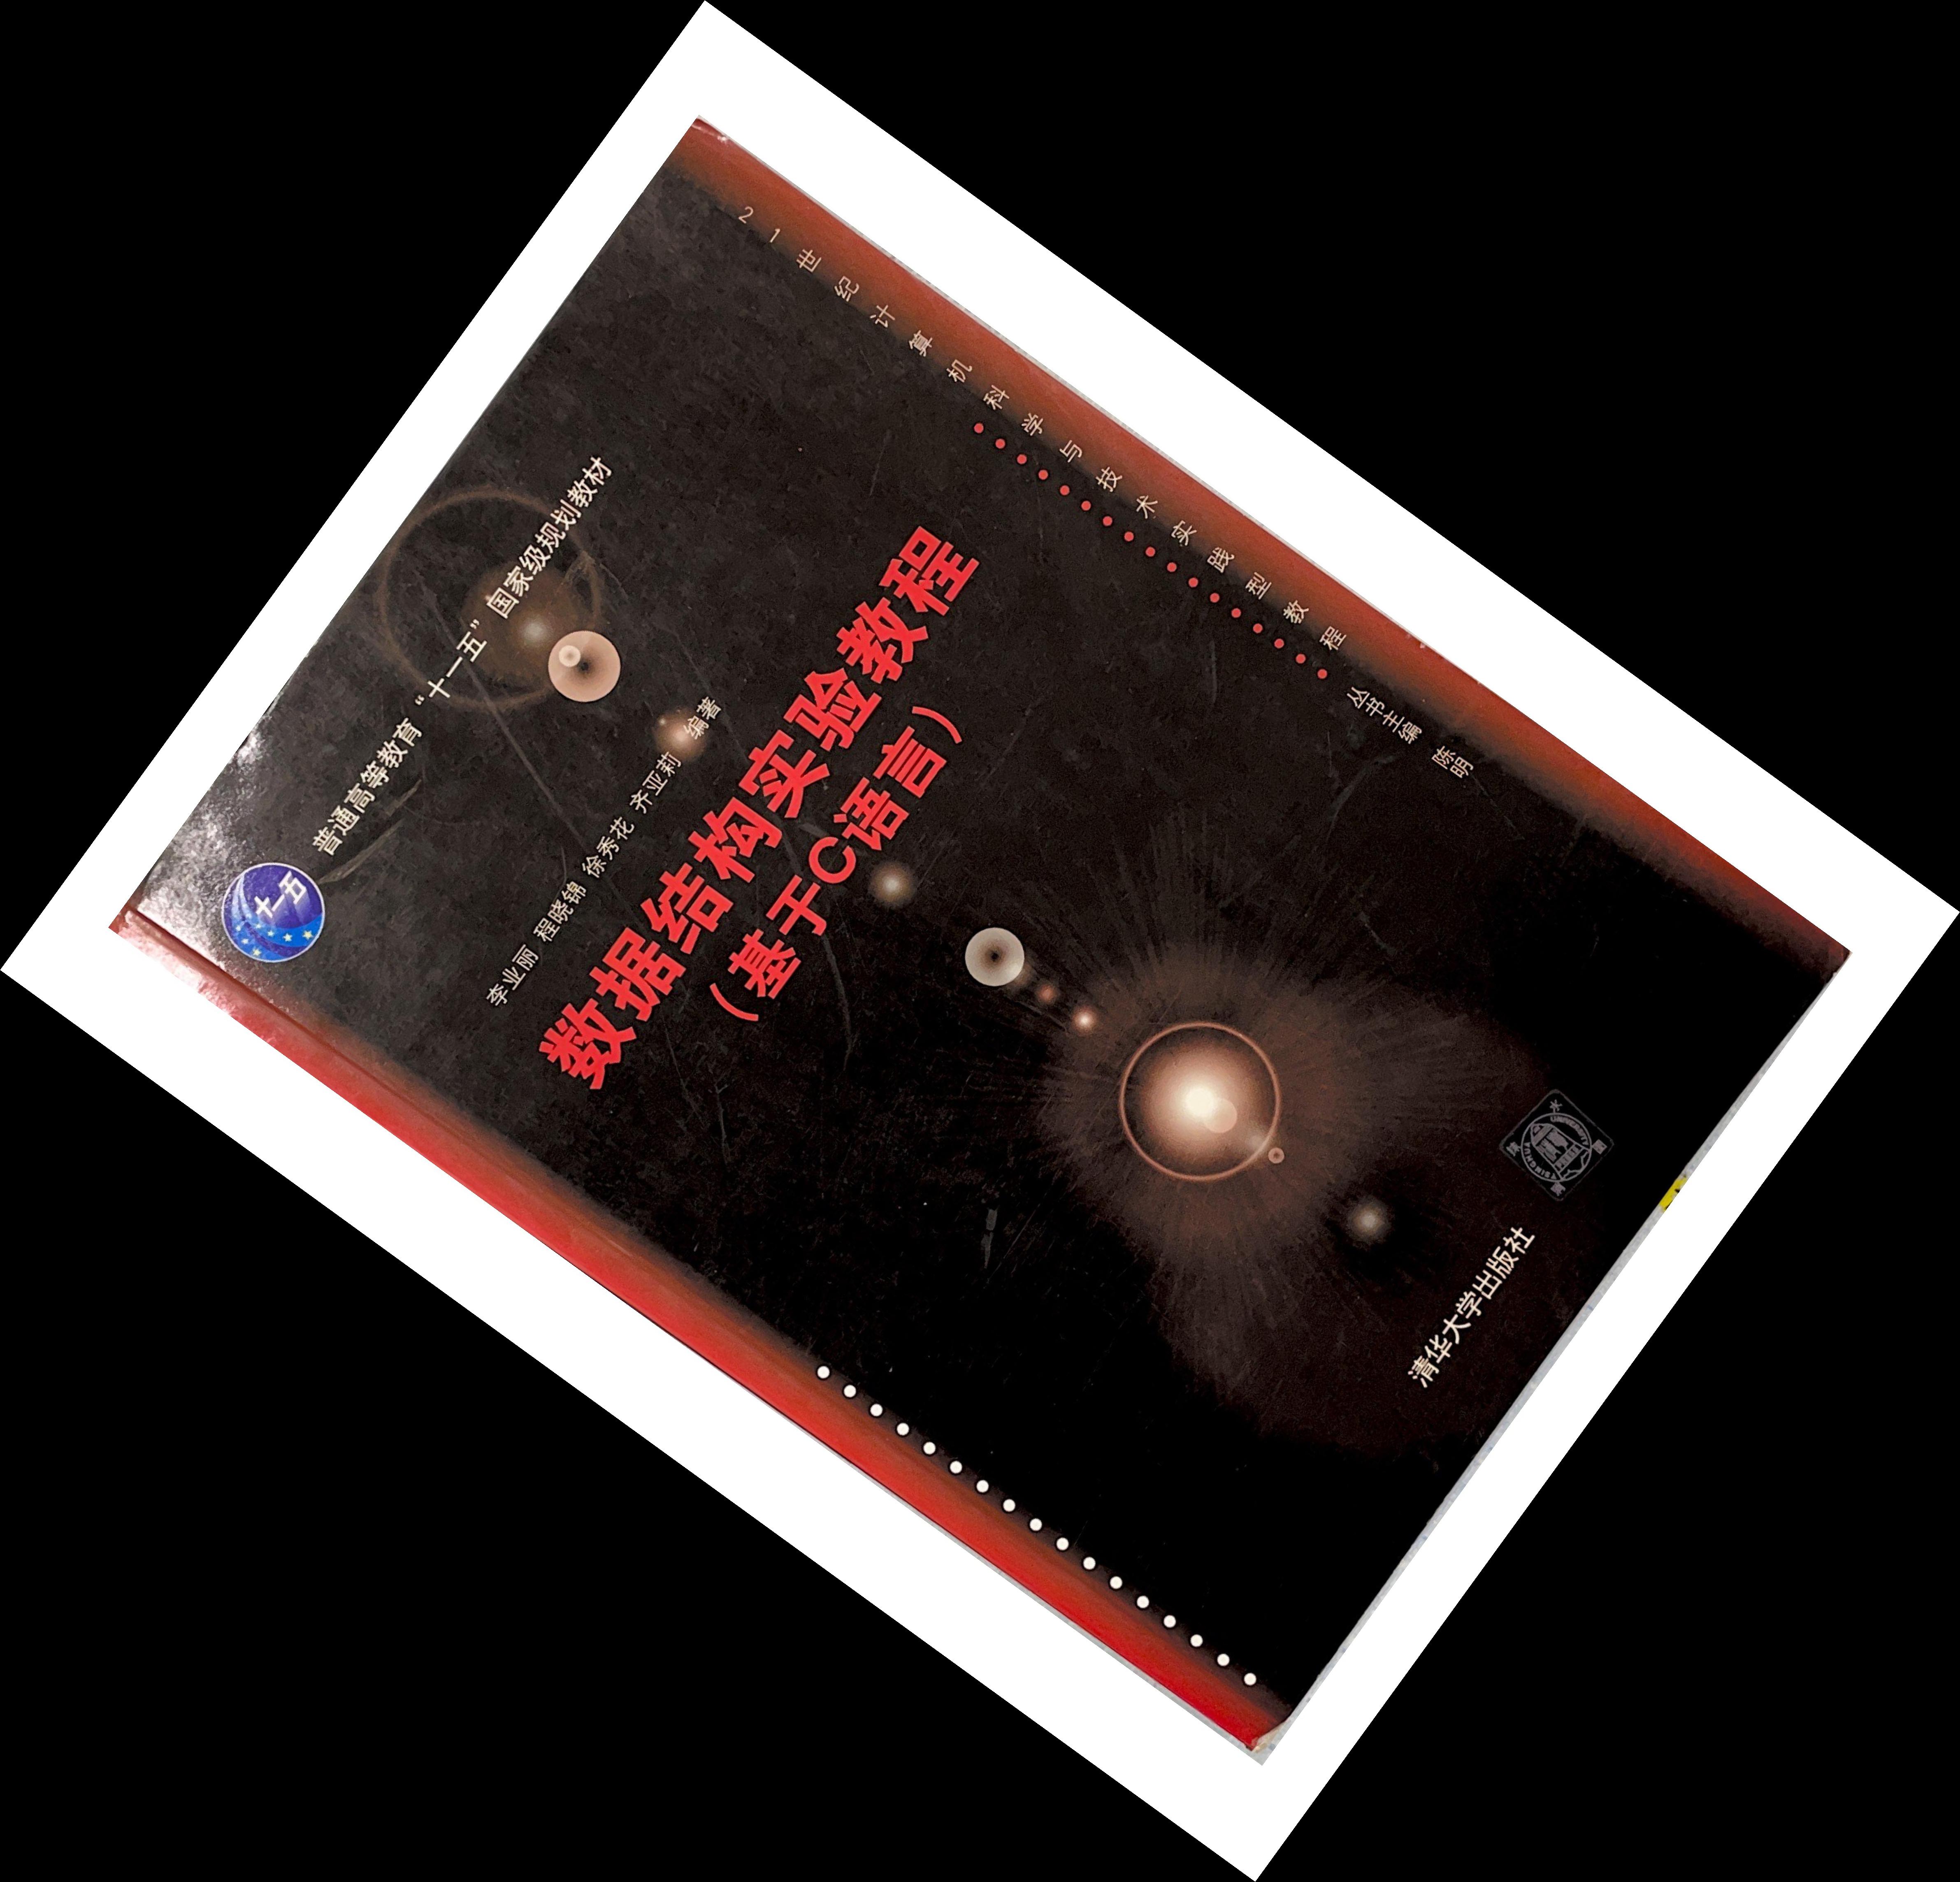 普通高等教育“十一五”国家级规划教材
十一五
李业丽 程晓锦 徐秀花 齐亚莉 编著
数据结构实验教程
（基于C语言）
21世纪计算机科学与技术实践型教程
丛书主编 陈明
清华大学出版社